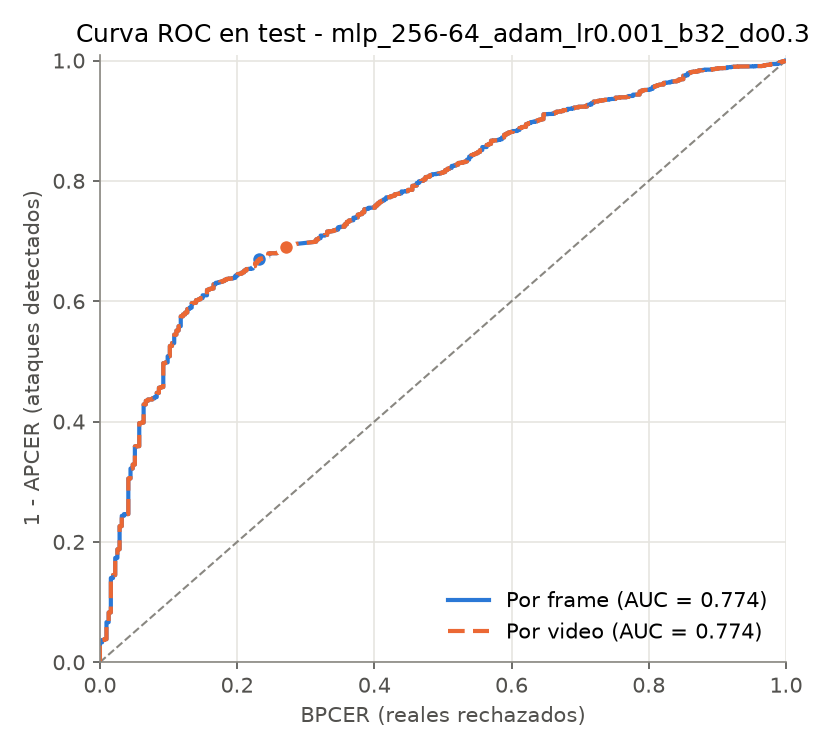 Curva ROC en test - mlp_256-64_adam_lr0.001_b32_do0.3
1 - APCER (ataques detectados)
1.0
0.8
0.6
0.4
0.2
0.0
Por frame (AUC = 0.774)
Por video (AUC = 0.774)
0.0 0.2 0.4 0.6 0.8 1.0
BPCER (reales rechazados)